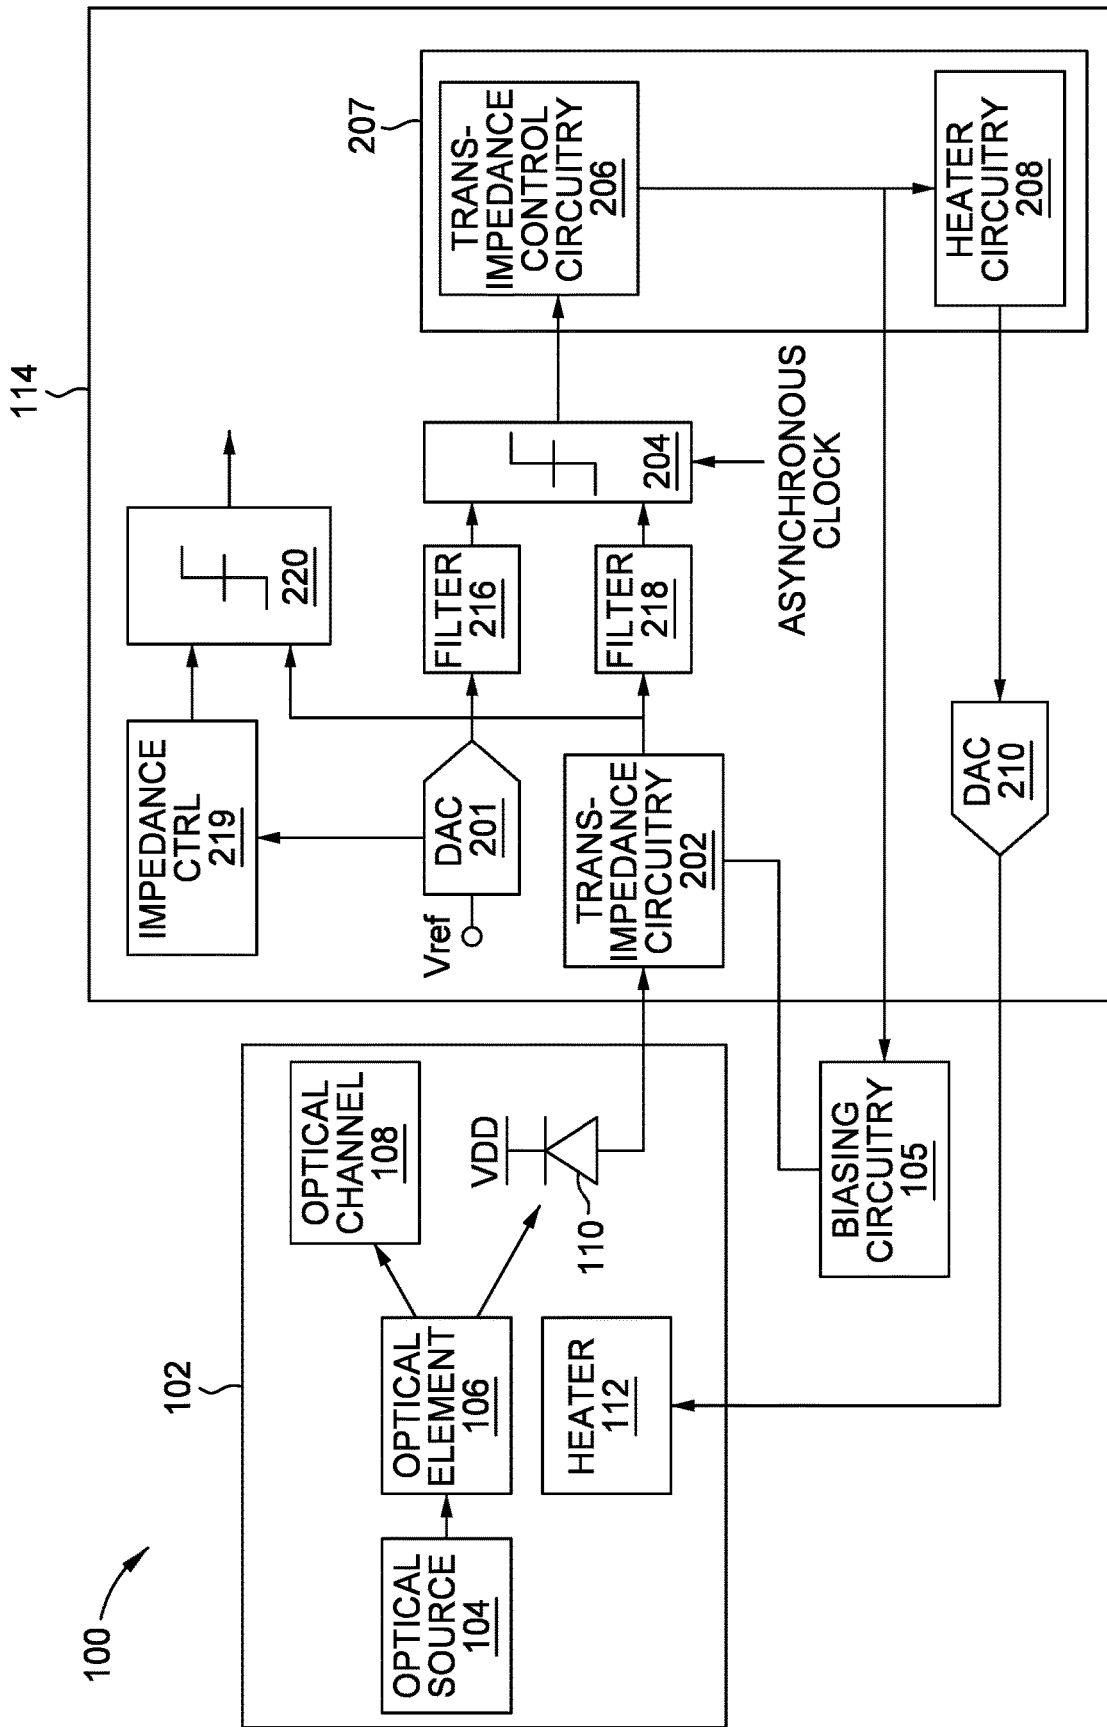 100
102
OPTICAL
SOURCE
104
OPTICAL
ELEMENT
106
OPTICAL
CHANNEL
108
VDD
110
HEATER
112
BIASING
CIRCUITRY
105
114
IMPEDANCE
CTRL
219
220
Vref
DAC
201
FILTER
216
FILTER
218
TRANS-
IMPEDANCE
CIRCUITRY
202
204
ASYNCHRONOUS
CLOCK
207
TRANS-
IMPEDANCE
CONTROL
CIRCUITRY
206
HEATER
CIRCUITRY
208
DAC
210